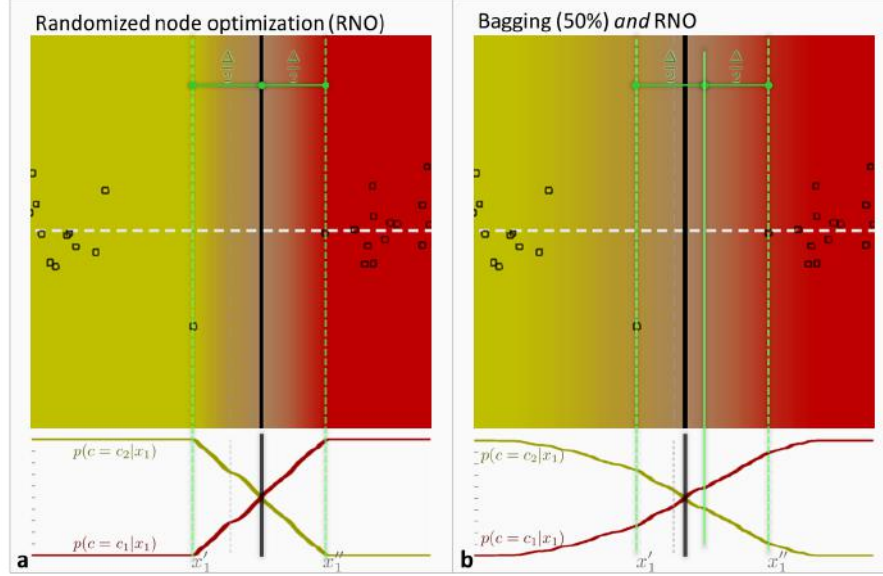 Randomized node optimization (RNO)
Δ/2 Δ/2
p(c = c₂|x₁)
p(c = c₁|x₁)
a
x₁′ x₁″
Bagging (50%) and RNO
Δ/2 Δ/2
p(c = c₂|x₁)
p(c = c₁|x₁)
b
x₁′ x₁″